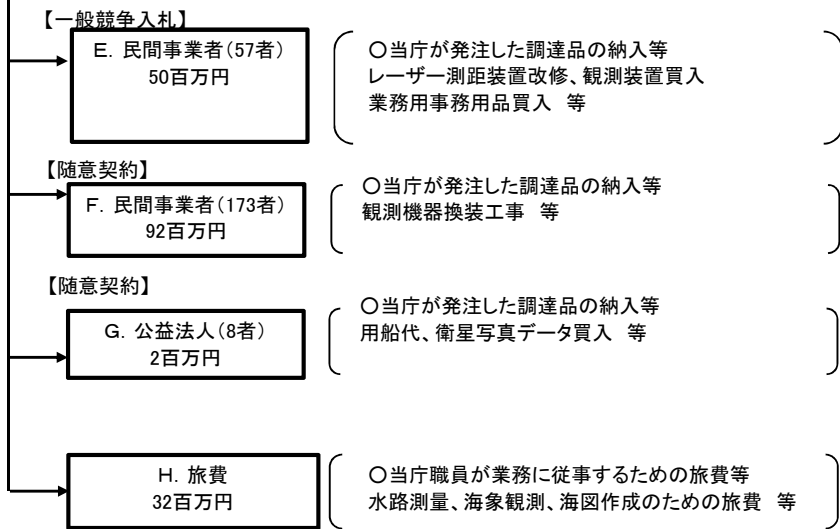 【一般競争入札】
E. 民間事業者(57者)
50百万円
○当庁が発注した調達品の納入等
レーザー測距装置改修、観測装置買入
業務用事務用品買入 等
【随意契約】
F. 民間事業者(173者)
92百万円
○当庁が発注した調達品の納入等
観測機器換装工事 等
【随意契約】
G. 公益法人(8者)
2百万円
○当庁が発注した調達品の納入等
用船代、衛星写真データ買入 等
H. 旅費
32百万円
○当庁職員が業務に従事するための旅費等
水路測量、海象観測、海図作成のための旅費 等